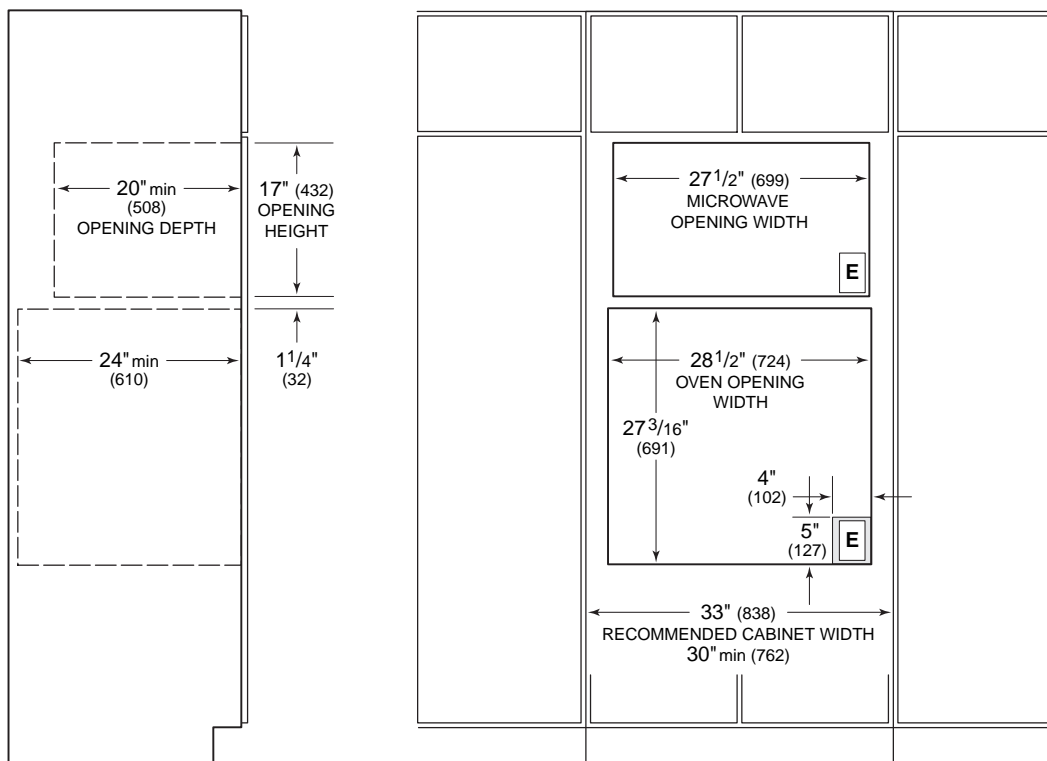 20" min
(508)
OPENING DEPTH
17" (432)
OPENING
HEIGHT
24" min
(610)
1 1/4"
(32)
27 1/2" (699)
MICROWAVE
OPENING WIDTH
E
28 1/2" (724)
OVEN OPENING
WIDTH
27 3/16"
(691)
4"
(102)
5"
(127)
E
33" (838)
RECOMMENDED CABINET WIDTH
30" min (762)